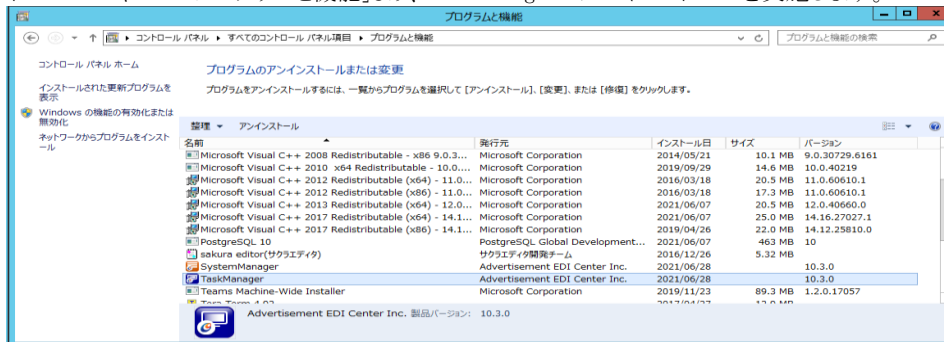 プログラムと機能
コントロール パネル ▸ すべてのコントロール パネル項目 ▸ プログラムと機能
プログラムと機能の検索
コントロール パネル ホーム
インストールされた更新プログラムを
表示
Windows の機能の有効化または
無効化
ネットワークからプログラムをインスト
ール
プログラムのアンインストールまたは変更
プログラムをアンインストールするには、一覧からプログラムを選択して [アンインストール]、[変更]、または [修復] をクリックします。
整理 アンインストール
名前 発行元 インストール日 サイズ バージョン
Microsoft Visual C++ 2008 Redistributable - x86 9.0.3... Microsoft Corporation 2014/05/21 10.1 MB 9.0.30729.6161
Microsoft Visual C++ 2010 x64 Redistributable - 10.0.... Microsoft Corporation 2019/09/29 14.6 MB 10.0.40219
Microsoft Visual C++ 2012 Redistributable (x64) - 11.0... Microsoft Corporation 2016/03/18 20.5 MB 11.0.60610.1
Microsoft Visual C++ 2012 Redistributable (x86) - 11.0... Microsoft Corporation 2016/03/18 17.3 MB 11.0.60610.1
Microsoft Visual C++ 2013 Redistributable (x64) - 12.0... Microsoft Corporation 2021/06/07 20.5 MB 12.0.40660.0
Microsoft Visual C++ 2017 Redistributable (x64) - 14.1... Microsoft Corporation 2021/06/07 25.0 MB 14.16.27027.1
Microsoft Visual C++ 2017 Redistributable (x86) - 14.1... Microsoft Corporation 2019/04/26 22.0 MB 14.12.25810.0
PostgreSQL 10 PostgreSQL Global Development... 2021/06/07 463 MB 10
sakura editor(サクラエディタ) サクラエディタ開発チーム 2016/12/26 5.32 MB
SystemManager Advertisement EDI Center Inc. 2021/06/28 10.3.0
TaskManager Advertisement EDI Center Inc. 2021/06/28 10.3.0
Teams Machine-Wide Installer Microsoft Corporation 2019/11/23 89.3 MB 1.2.0.17057
Advertisement EDI Center Inc. 製品バージョン: 10.3.0